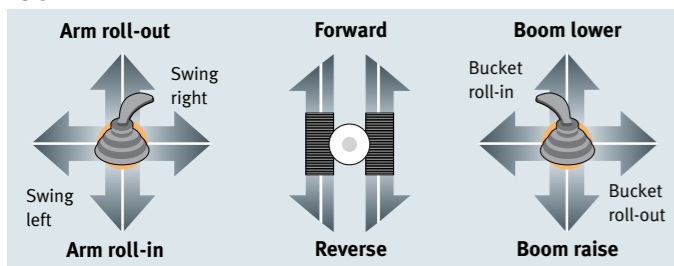 Arm roll-out
Forward
Boom lower
Swing
right
Bucket
roll-in
Swing
left
Bucket
roll-out
Arm roll-in
Reverse
Boom raise